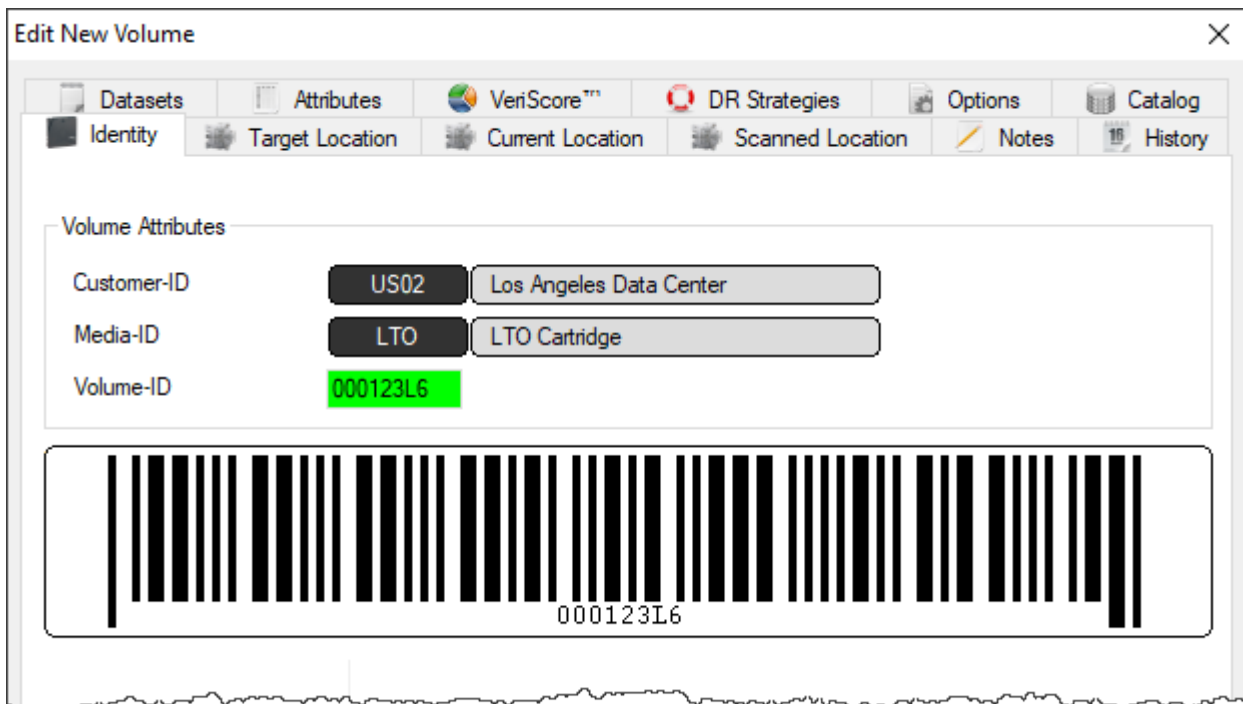 Edit New Volume
Datasets Attributes VeriScore™ DR Strategies Options Catalog
Identity Target Location Current Location Scanned Location Notes 16 History
Volume Attributes
Customer-ID US02 Los Angeles Data Center
Media-ID LTO LTO Cartridge
Volume-ID 000123L6
000123L6